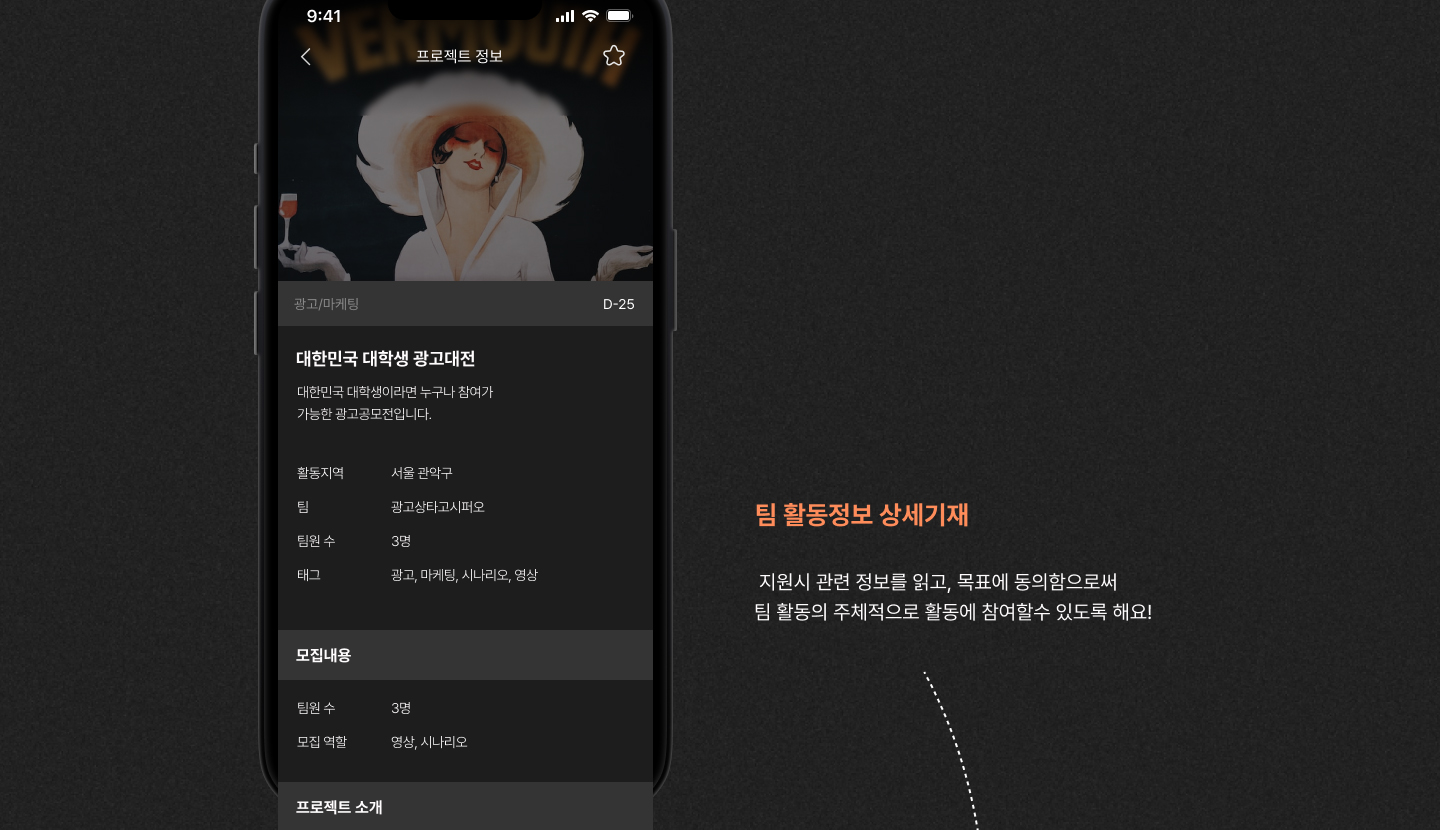 9:41
VERMOUTH
프로젝트 정보
광고/마케팅 D-25
대한민국 대학생 광고대전
대한민국 대학생이라면 누구나 참여가
가능한 광고공모전입니다.
활동지역 서울 관악구
팀 광고상타고시퍼오
팀원 수 3명
태그 광고, 마케팅, 시나리오, 영상
모집내용
팀원 수 3명
모집 역할 영상, 시나리오
프로젝트 소개
팀 활동정보 상세기재
지원시 관련 정보를 읽고, 목표에 동의함으로써
팀 활동의 주체적으로 활동에 참여할수 있도록 해요!